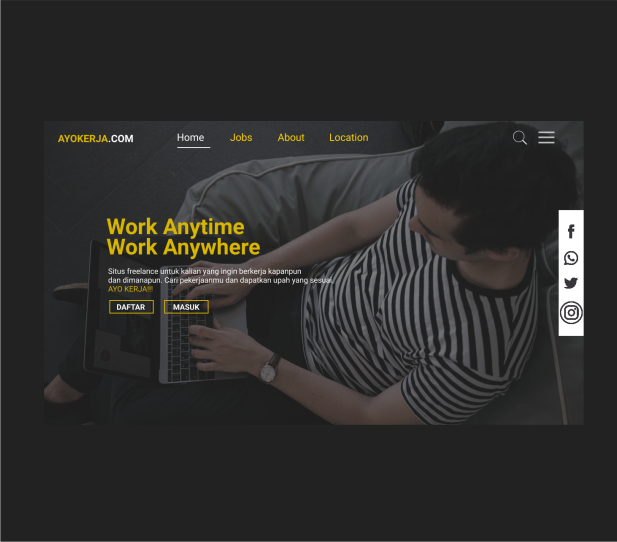 AYOKERJA.COM
Home
Jobs
About
Location
Work Anytime
Work Anywhere
Situs freelance untuk kalian yang ingin berkerja kapanpun
dan dimanapun. Cari pekerjaanmu dan dapatkan upah yang sesuai.
AYO KERJA!!!
DAFTAR
MASUK